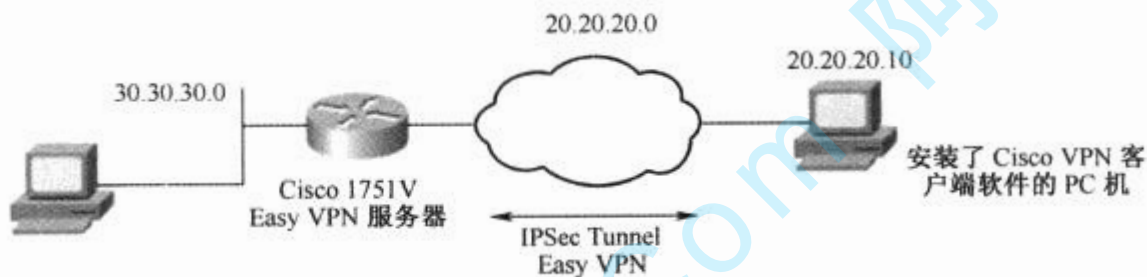 20.20.20.0
30.30.30.0
20.20.20.10
Cisco 1751V
Easy VPN 服务器
IPSec Tunnel
Easy VPN
安装了 Cisco VPN 客
户端软件的 PC 机
com